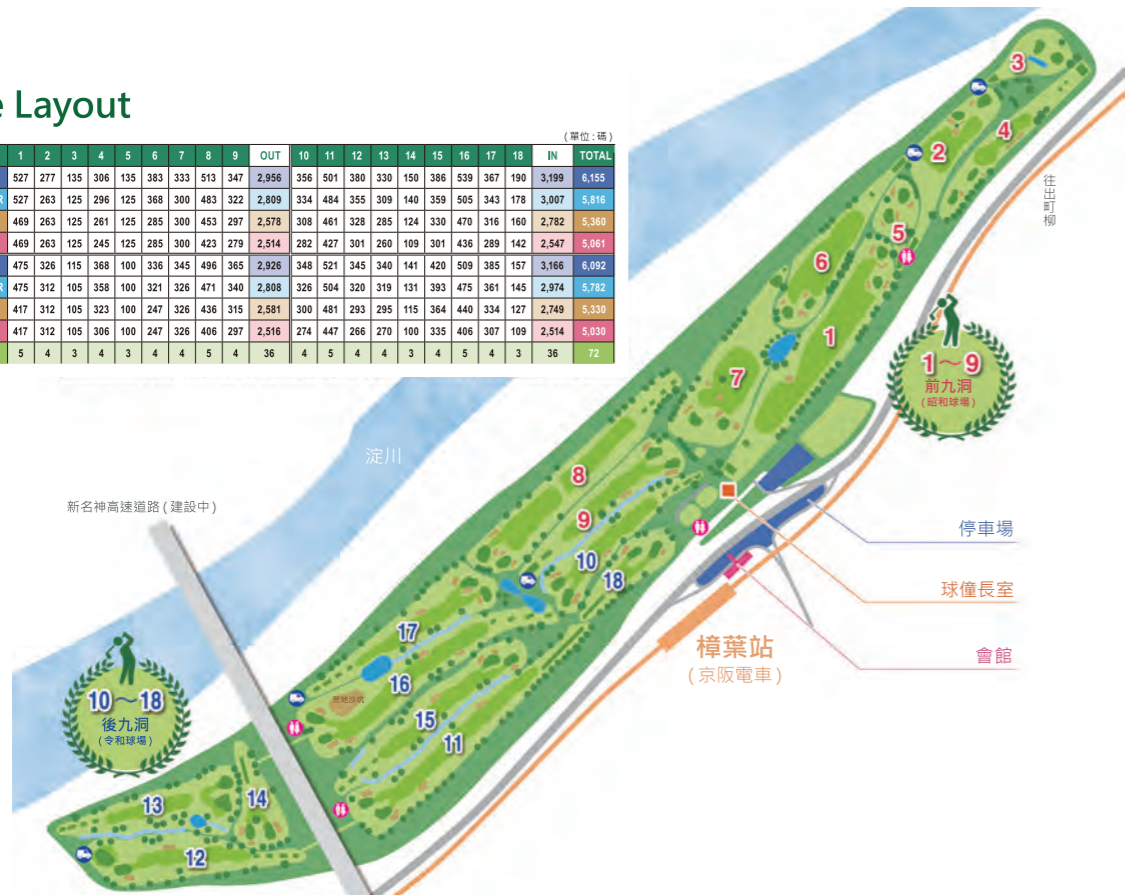 e Layout
(單位:碼)
1 2 3 4 5 6 7 8 9 OUT 10 11 12 13 14 15 16 17 18 IN TOTAL
527 277 135 306 135 383 333 513 347 2,956 356 501 380 330 150 386 539 367 190 3,199 6,155
R 527 263 125 296 125 368 300 483 322 2,809 334 484 355 309 140 359 505 343 178 3,007 5,816
469 263 125 261 125 285 300 453 297 2,578 308 461 328 285 124 330 470 316 160 2,782 5,360
469 263 125 245 125 285 300 423 279 2,514 282 427 301 260 109 301 436 289 142 2,547 5,061
475 326 115 368 100 336 345 496 365 2,926 348 521 345 340 141 420 509 385 157 3,166 6,092
R 475 312 105 358 100 321 326 471 340 2,808 326 504 320 319 131 393 475 361 145 2,974 5,782
417 312 105 323 100 247 326 436 315 2,581 300 481 293 295 115 364 440 334 127 2,749 5,330
417 312 105 306 100 247 326 406 297 2,516 274 447 266 270 100 335 406 307 109 2,514 5,030
5 4 3 4 3 4 4 5 4 36 4 5 4 4 3 4 5 4 3 36 72
3
4
2
往出町柳
5
6
1
1～9
前九洞
(昭和球場)
7
淀川
8
新名神高速道路(建設中)
9
停車場
10
18
球僮長室
樟葉站
(京阪電車)
會館
17
16
10～18
後九洞
(令和球場)
15
11
13
14
12